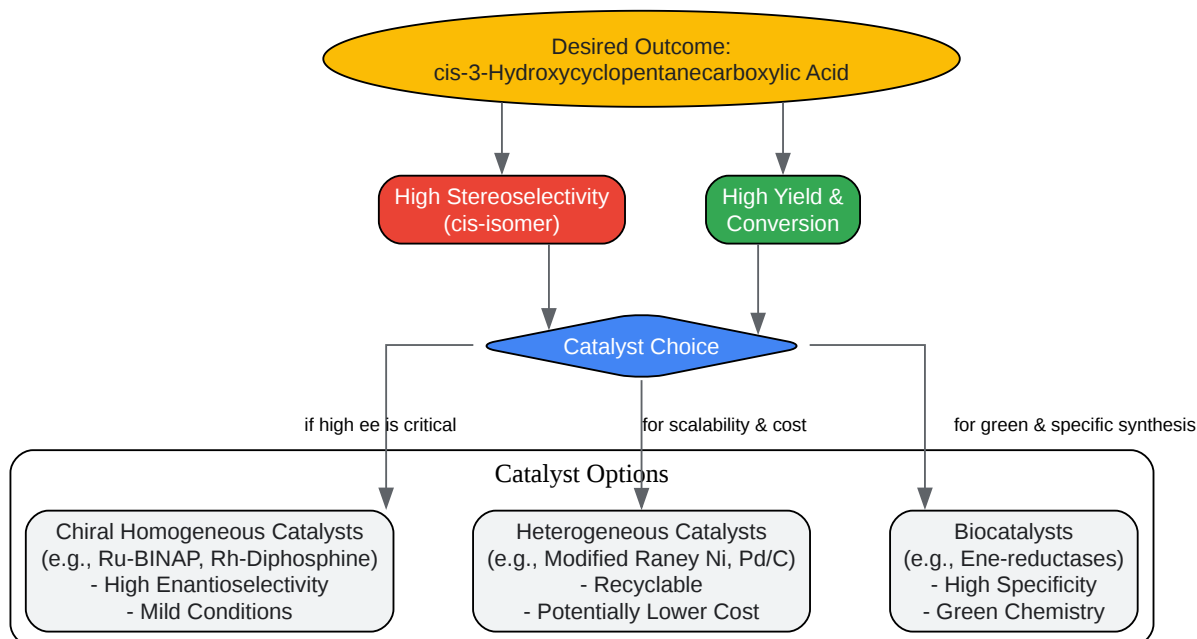 Desired Outcome:
cis-3-Hydroxycyclopentanecarboxylic Acid
High Stereoselectivity
(cis-isomer)
High Yield &
Conversion
Catalyst Choice
if high ee is critical
for scalability & cost
for green & specific synthesis
Catalyst Options
Chiral Homogeneous Catalysts
(e.g., Ru-BINAP, Rh-Diphosphine)
- High Enantioselectivity
- Mild Conditions
Heterogeneous Catalysts
(e.g., Modified Raney Ni, Pd/C)
- Recyclable
- Potentially Lower Cost
Biocatalysts
(e.g., Ene-reductases)
- High Specificity
- Green Chemistry